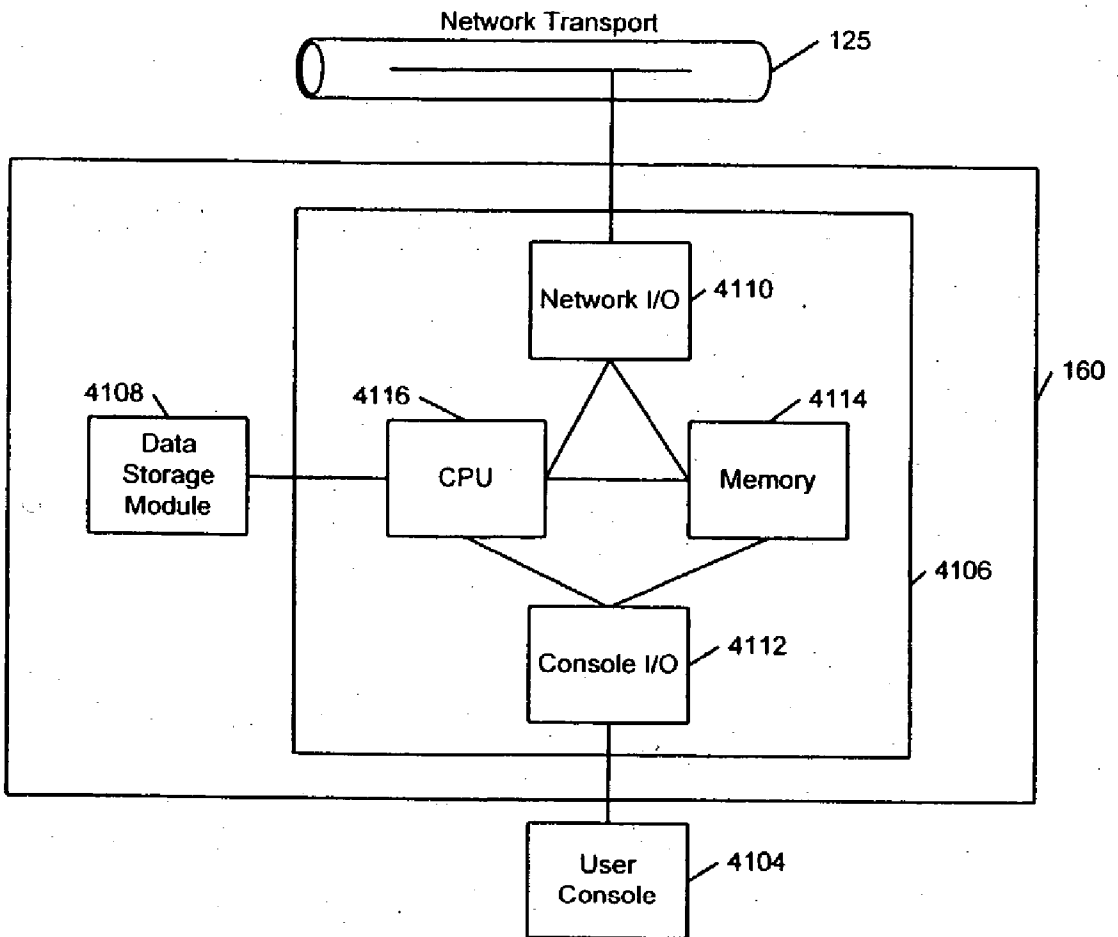 Network Transport
125
Network I/O
4110
160
4108
4116
4114
Data
Storage
Module
CPU
Memory
4106
Console I/O
4112
User
Console
4104